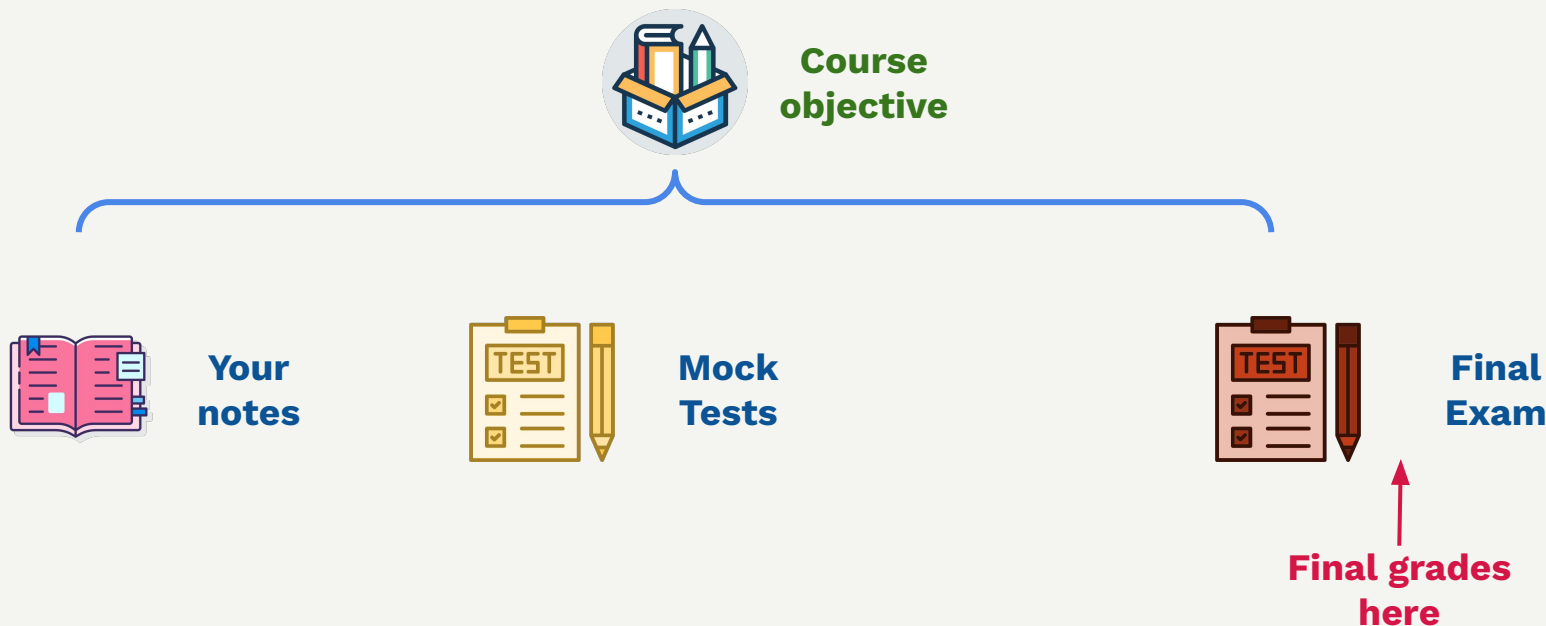 Course
objective
Your
notes
TEST
Mock
Tests
TEST
Final
Exam
Final grades
here